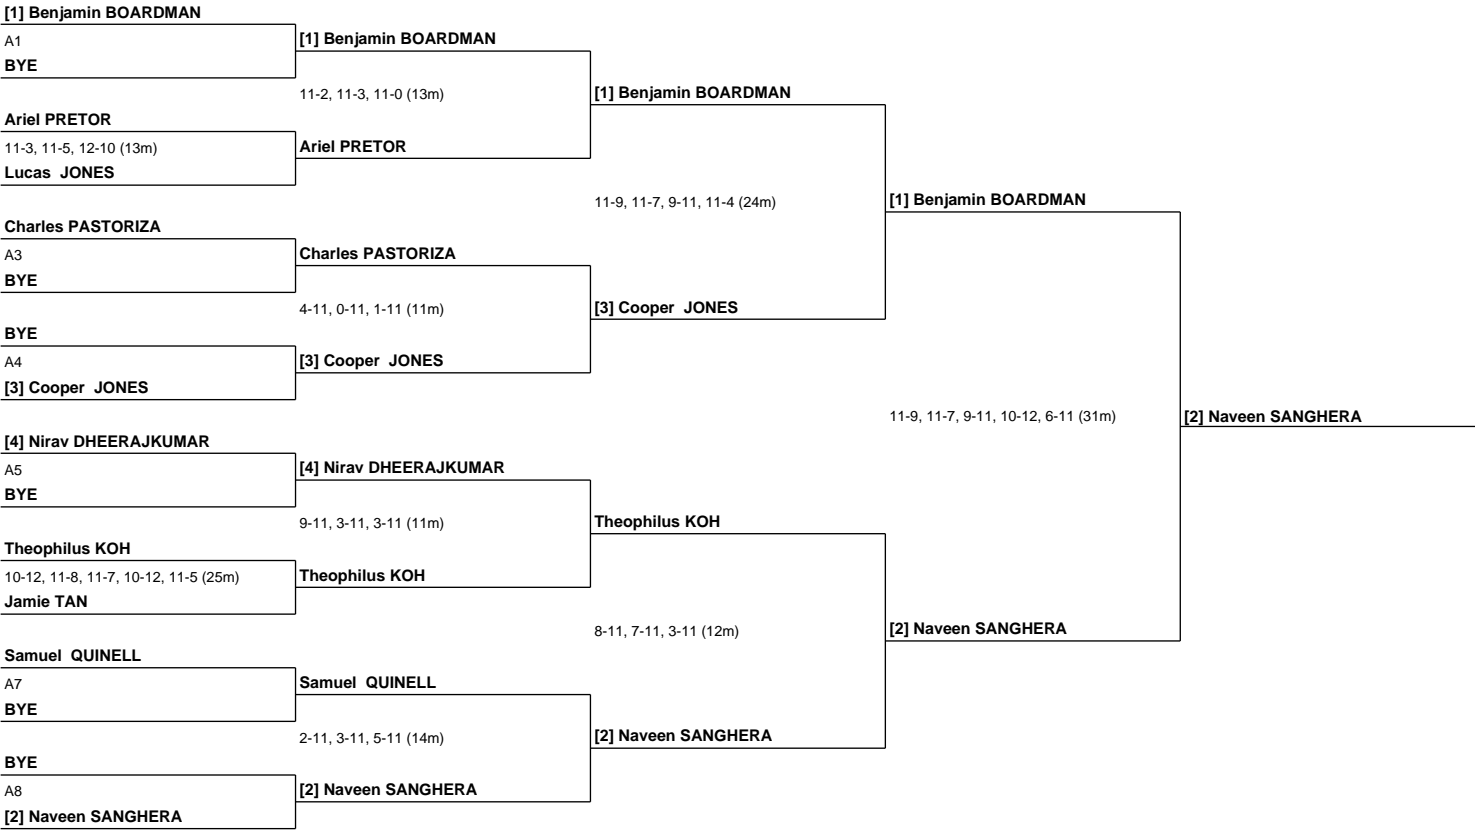 [1] Benjamin BOARDMAN
A1
BYE
Ariel PRETOR
11-3, 11-5, 12-10 (13m)
Lucas  JONES
Charles PASTORIZA
A3
BYE
BYE
A4
[3] Cooper  JONES
[4] Nirav DHEERAJKUMAR
A5
BYE
Theophilus KOH
10-12, 11-8, 11-7, 10-12, 11-5 (25m)
Jamie TAN
Samuel  QUINELL
A7
BYE
BYE
A8
[2] Naveen SANGHERA
[1] Benjamin BOARDMAN
11-2, 11-3, 11-0 (13m)
Ariel PRETOR
Charles PASTORIZA
4-11, 0-11, 1-11 (11m)
[3] Cooper  JONES
[4] Nirav DHEERAJKUMAR
9-11, 3-11, 3-11 (11m)
Theophilus KOH
Samuel  QUINELL
2-11, 3-11, 5-11 (14m)
[2] Naveen SANGHERA
[1] Benjamin BOARDMAN
11-9, 11-7, 9-11, 11-4 (24m)
[3] Cooper  JONES
Theophilus KOH
8-11, 7-11, 3-11 (12m)
[2] Naveen SANGHERA
[1] Benjamin BOARDMAN
11-9, 11-7, 9-11, 10-12, 6-11 (31m)
[2] Naveen SANGHERA
[2] Naveen SANGHERA